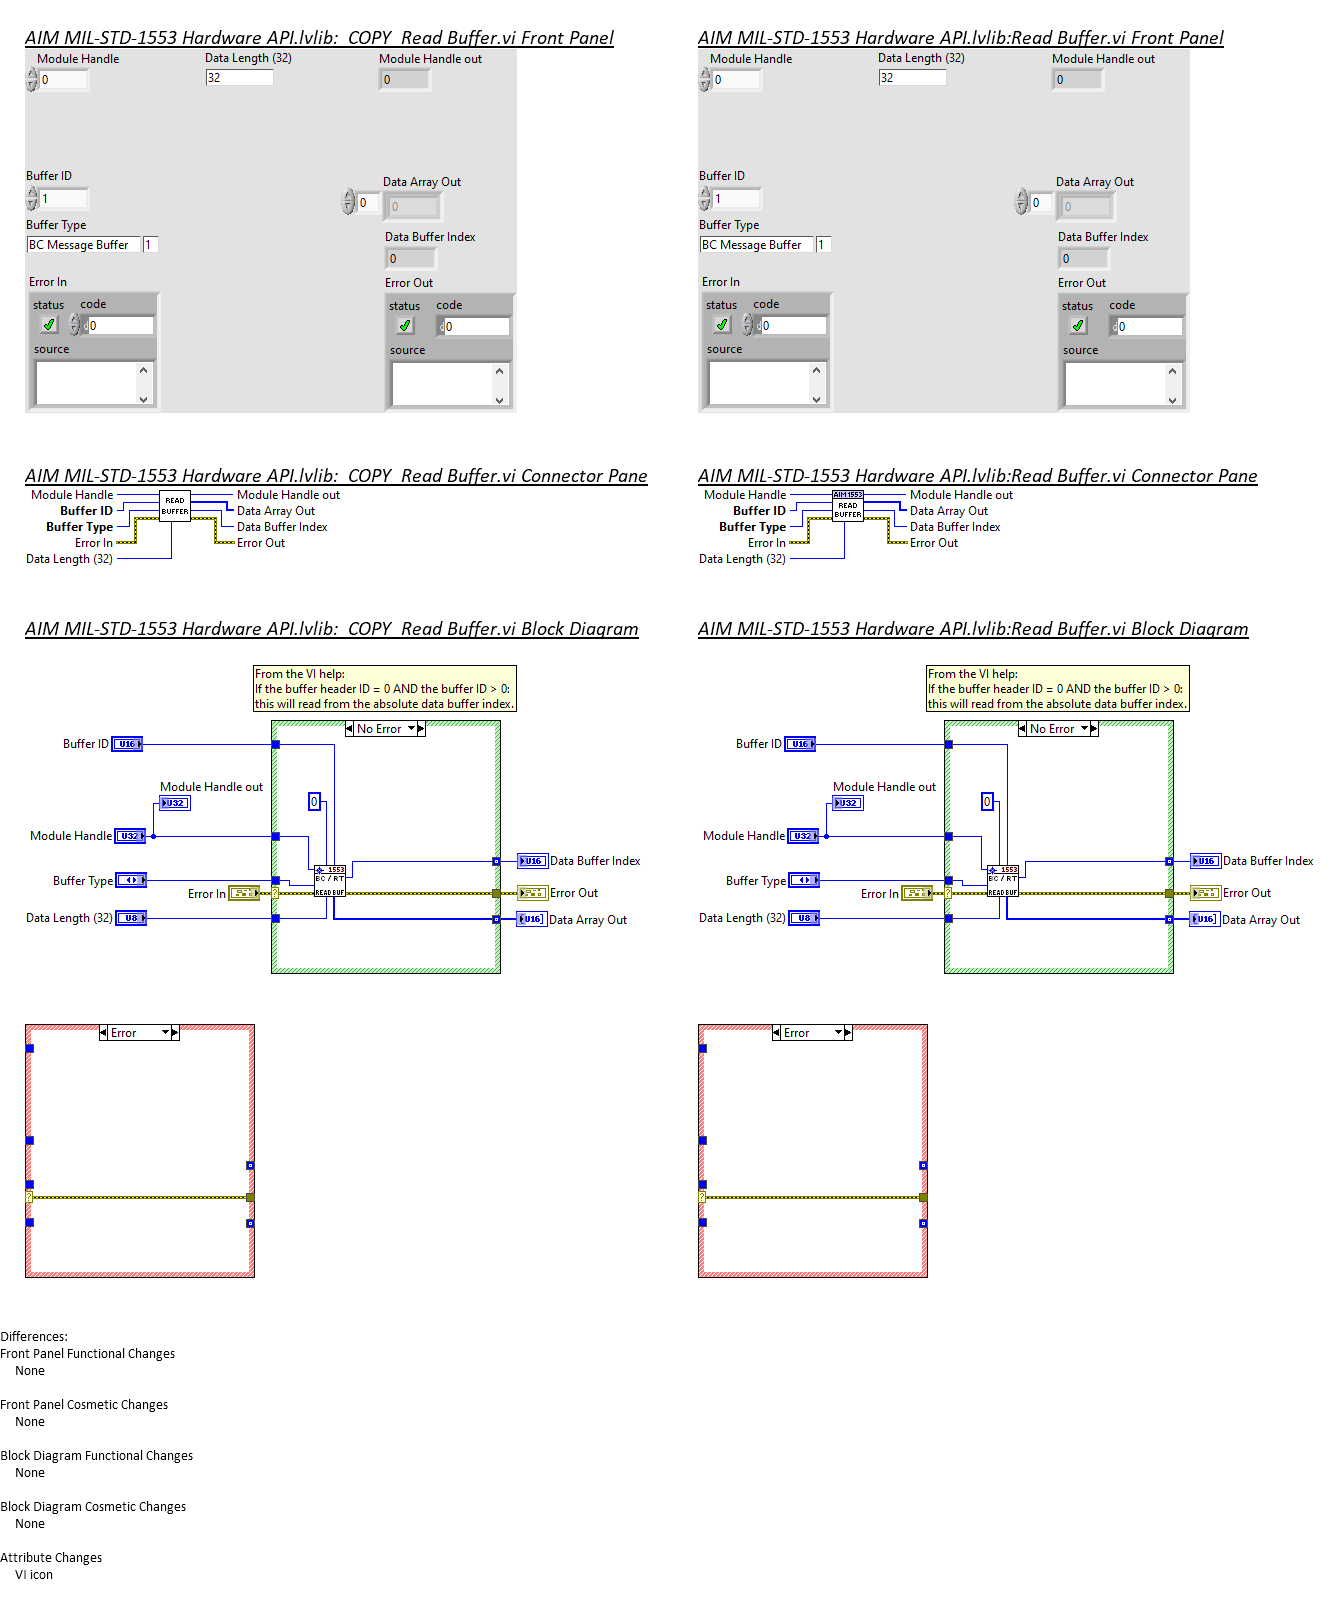 AIM MIL-STD-1553 Hardware API.lvlib:  COPY  Read Buffer.vi Front Panel
Module Handle
0
Data Length (32)
32
Module Handle out
0
Buffer ID
1
Data Array Out
0
0
Buffer Type
BC Message Buffer 1
Data Buffer Index
0
Error In
status code
d 0
source
Error Out
status code
d 0
source
AIM MIL-STD-1553 Hardware API.lvlib:Read Buffer.vi Front Panel
Module Handle
0
Data Length (32)
32
Module Handle out
0
Buffer ID
1
Data Array Out
0
0
Buffer Type
BC Message Buffer 1
Data Buffer Index
0
Error In
status code
d 0
source
Error Out
status code
d 0
source
AIM MIL-STD-1553 Hardware API.lvlib:  COPY  Read Buffer.vi Connector Pane
Module Handle
Buffer ID
Buffer Type
Error In
Data Length (32)
READ
BUFFER
Module Handle out
Data Array Out
Data Buffer Index
Error Out
AIM MIL-STD-1553 Hardware API.lvlib:Read Buffer.vi Connector Pane
Module Handle
Buffer ID
Buffer Type
Error In
Data Length (32)
AIM1553
READ
BUFFER
Module Handle out
Data Array Out
Data Buffer Index
Error Out
AIM MIL-STD-1553 Hardware API.lvlib:  COPY  Read Buffer.vi Block Diagram
From the VI help:
If the buffer header ID = 0 AND the buffer ID > 0:
this will read from the absolute data buffer index.
No Error
Buffer ID U16
Module Handle out
U32
0
Module Handle U32
1553
BC / RT
READ BUF
U16 Data Buffer Index
Buffer Type
Error In
?
Error Out
Data Length (32) U8
U16] Data Array Out
Error
?
AIM MIL-STD-1553 Hardware API.lvlib:Read Buffer.vi Block Diagram
From the VI help:
If the buffer header ID = 0 AND the buffer ID > 0:
this will read from the absolute data buffer index.
No Error
Buffer ID U16
Module Handle out
U32
0
Module Handle U32
1553
BC / RT
READ BUF
U16 Data Buffer Index
Buffer Type
Error In
?
Error Out
Data Length (32) U8
U16] Data Array Out
Error
?
Differences:
Front Panel Functional Changes
None
Front Panel Cosmetic Changes
None
Block Diagram Functional Changes
None
Block Diagram Cosmetic Changes
None
Attribute Changes
VI icon